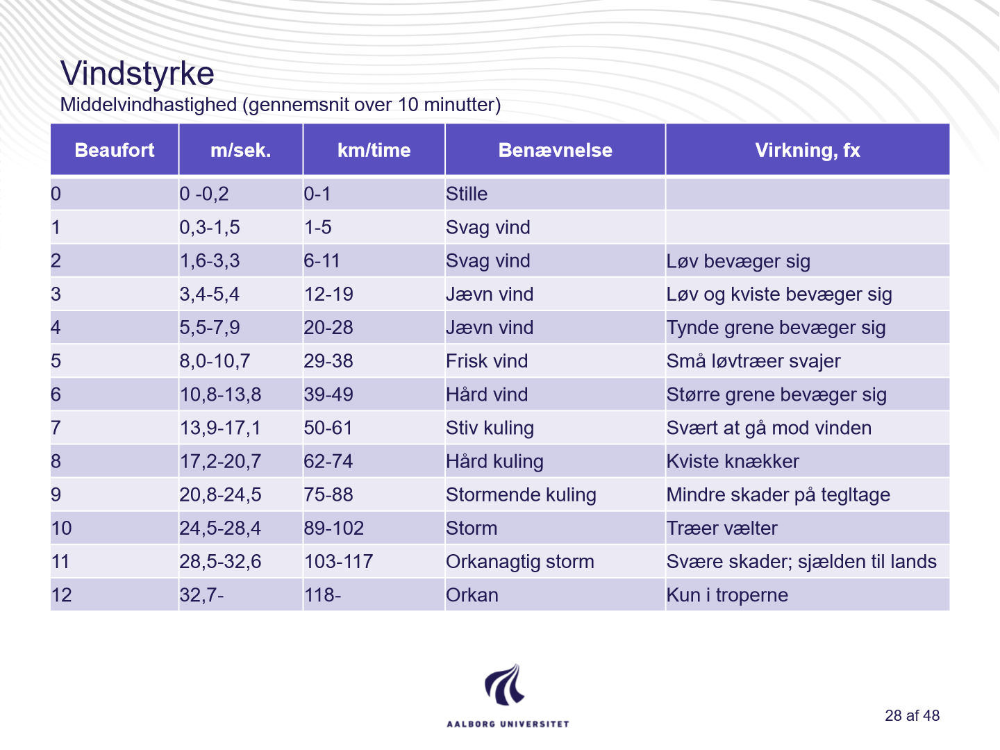 Vindstyrke
Middelvindhastighed (gennemsnit over 10 minutter)
Beaufort m/sek. km/time Benævnelse Virkning, fx
0 0 -0,2 0-1 Stille
1 0,3-1,5 1-5 Svag vind
2 1,6-3,3 6-11 Svag vind Løv bevæger sig
3 3,4-5,4 12-19 Jævn vind Løv og kviste bevæger sig
4 5,5-7,9 20-28 Jævn vind Tynde grene bevæger sig
5 8,0-10,7 29-38 Frisk vind Små løvtræer svajer
6 10,8-13,8 39-49 Hård vind Større grene bevæger sig
7 13,9-17,1 50-61 Stiv kuling Svært at gå mod vinden
8 17,2-20,7 62-74 Hård kuling Kviste knækker
9 20,8-24,5 75-88 Stormende kuling Mindre skader på tegltage
10 24,5-28,4 89-102 Storm Træer vælter
11 28,5-32,6 103-117 Orkanagtig storm Svære skader; sjælden til lands
12 32,7- 118- Orkan Kun i troperne
AALBORG UNIVERSITET
28 af 48